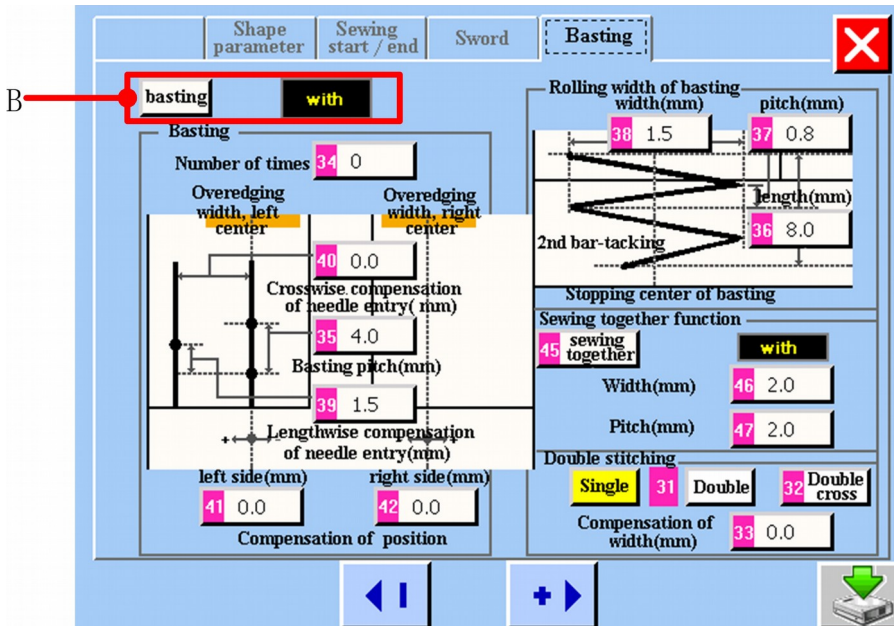 Shape
parameter
Sewing
start / end
Sword
Basting
B
basting
with
Basting
Number of times
34 0
Overedging
width, left
center
Overedging
width, right
center
40 0.0
Crosswise compensation
of needle entry( mm)
35 4.0
Basting pitch(mm)
39 1.5
Lengthwise compensation
of needle entry(mm)
+
-
-
+
left side(mm)
right side(mm)
41 0.0
42 0.0
Compensation of position
Rolling width of basting
width(mm)
pitch(mm)
38 1.5
37 0.8
length(mm)
36 8.0
2nd bar-tacking
Stopping center of basting
Sewing together function
45 sewing
together
with
Width(mm)
46 2.0
Pitch(mm)
47 2.0
Double stitching
Single
31 Double
32 Double
cross
Compensation of
width(mm)
33 0.0